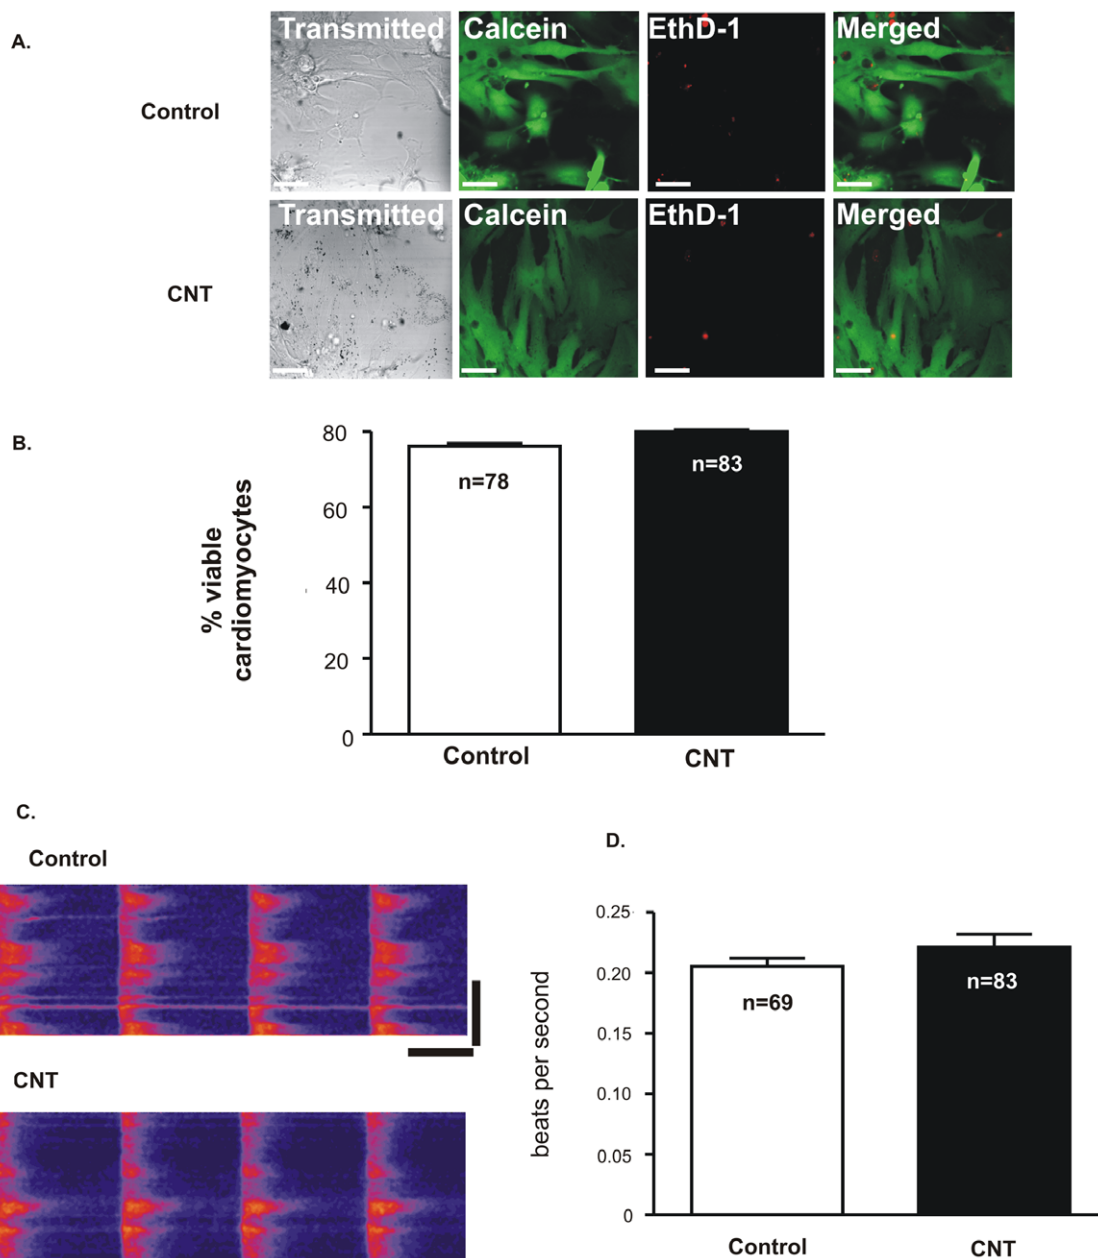 A.
Transmitted Calcein EthD-1 Merged
Control
Transmitted Calcein EthD-1 Merged
CNT
B.
80
60
40
20
0
% viable
cardiomyocytes
n=78
n=83
Control
CNT
C.
Control
CNT
D.
0.25
0.20
0.15
0.10
0.05
0
beats per second
n=69
n=83
Control
CNT